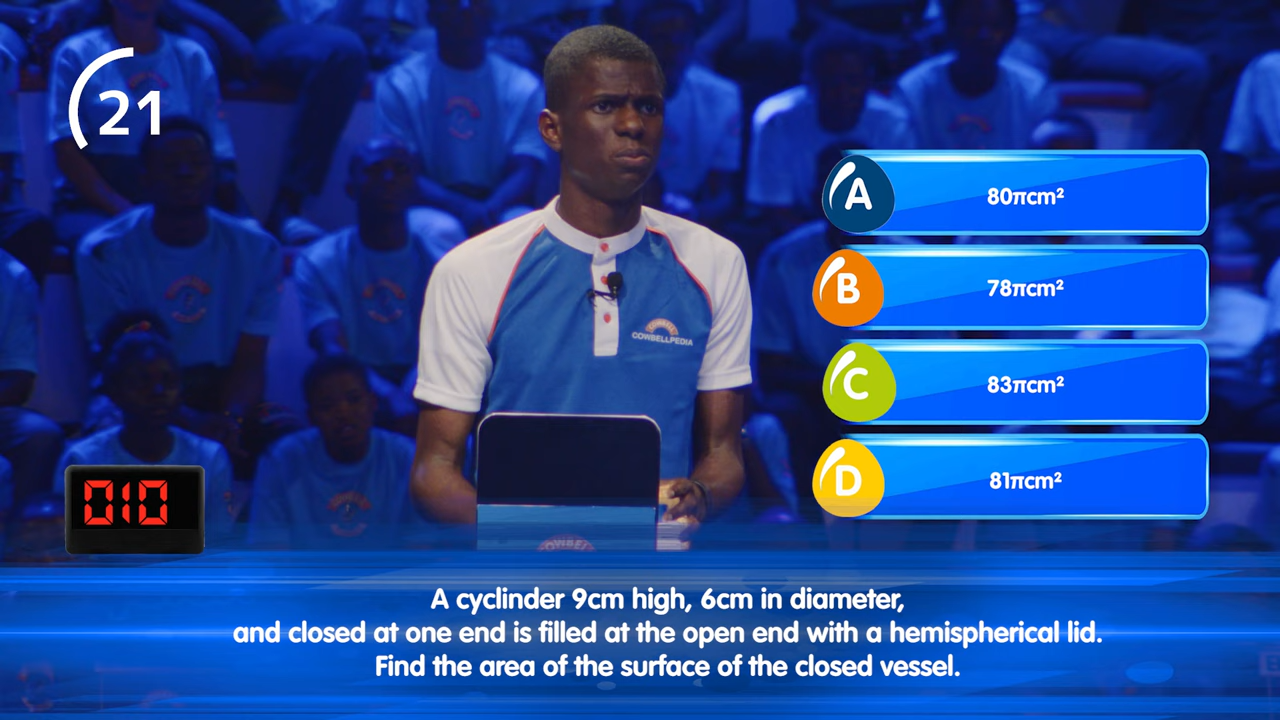 21
A
80πcm²
B
78πcm²
C
83πcm²
D
81πcm²
COWBELLPEDIA
010
A cyclinder 9cm high, 6cm in diameter,
and closed at one end is filled at the open end with a hemispherical lid.
Find the area of the surface of the closed vessel.